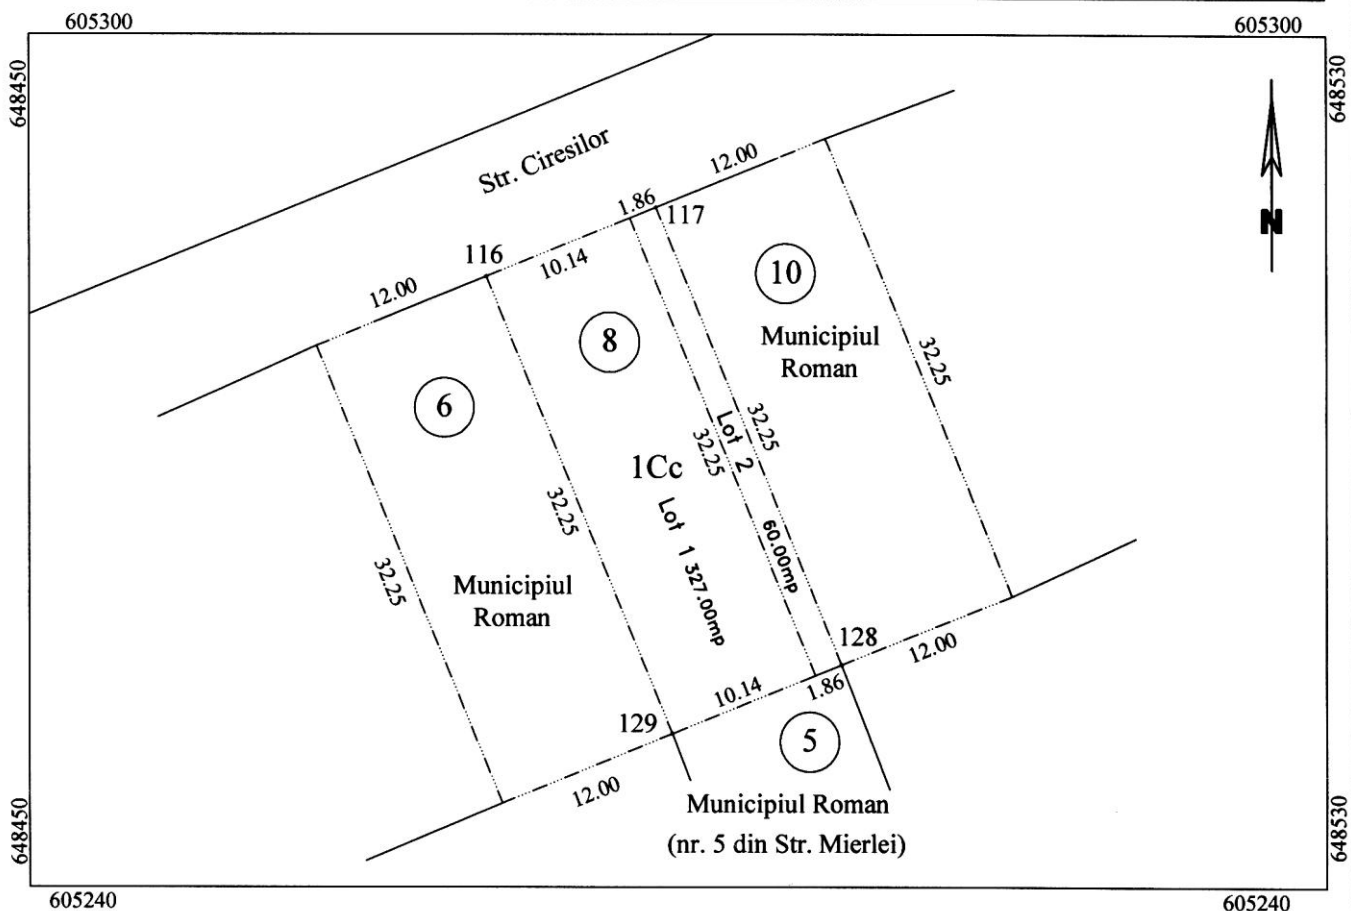 605300
605300
648450
648530
Str. Ciresilor
12.00
1.86
117
116
10.14
12.00
10
8
6
Municipiul
Roman
32.25
32.25
Lot 2
32.25
1Cc
32.25
Lot 1 327.00mp
60.00mp
32.25
Municipiul
Roman
N
128
12.00
10.14
1.86
129
5
12.00
Municipiul Roman
(nr. 5 din Str. Mierlei)
648450
648530
605240
605240